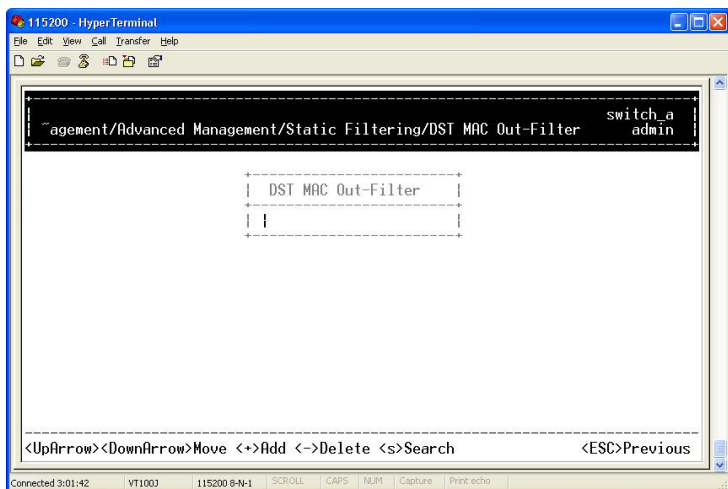 115200 - HyperTerminal
File Edit View Call Transfer Help
switch_a
~agement/Advanced Management/Static Filtering/DST MAC Out-Filter admin
DST MAC Out-Filter
<UpArrow><DownArrow>Move <+>Add <->Delete <s>Search <ESC>Previous
Connected 3:01:42 VT100J 115200 8-N-1 SCROLL CAPS NUM Capture Print echo